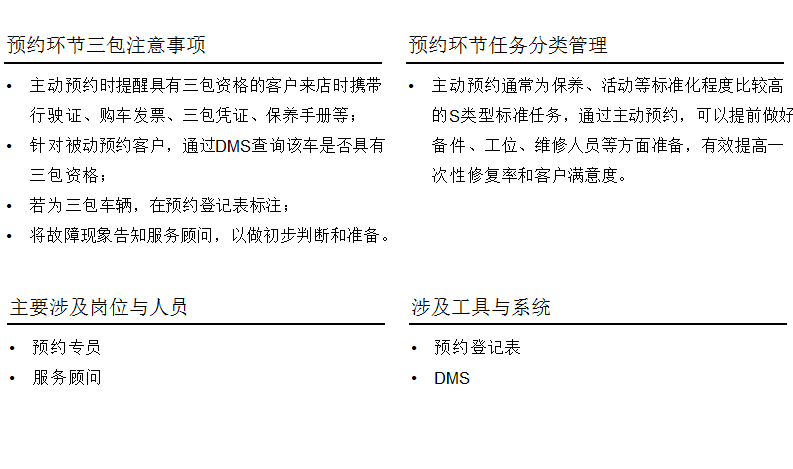 预约环节三包注意事项
• 主动预约时提醒具有三包资格的客户来店时携带
行驶证、购车发票、三包凭证、保养手册等；
• 针对被动预约客户，通过DMS查询该车是否具有
三包资格；
• 若为三包车辆，在预约登记表标注；
• 将故障现象告知服务顾问，以做初步判断和准备。
预约环节任务分类管理
• 主动预约通常为保养、活动等标准化程度比较高
的S类型标准任务，通过主动预约，可以提前做好
备件、工位、维修人员等方面准备，有效提高一
次性修复率和客户满意度。
主要涉及岗位与人员
• 预约专员
• 服务顾问
涉及工具与系统
• 预约登记表
• DMS